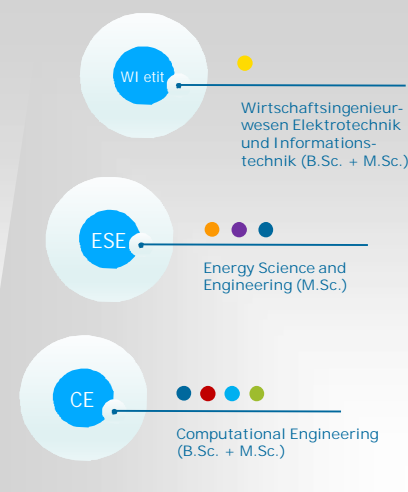 WI etit
Wirtschaftsingenieur-
wesen Elektrotechnik
und Informations-
technik (B.Sc. + M.Sc.)
ESE
Energy Science and
Engineering (M.Sc.)
CE
Computational Engineering
(B.Sc. + M.Sc.)